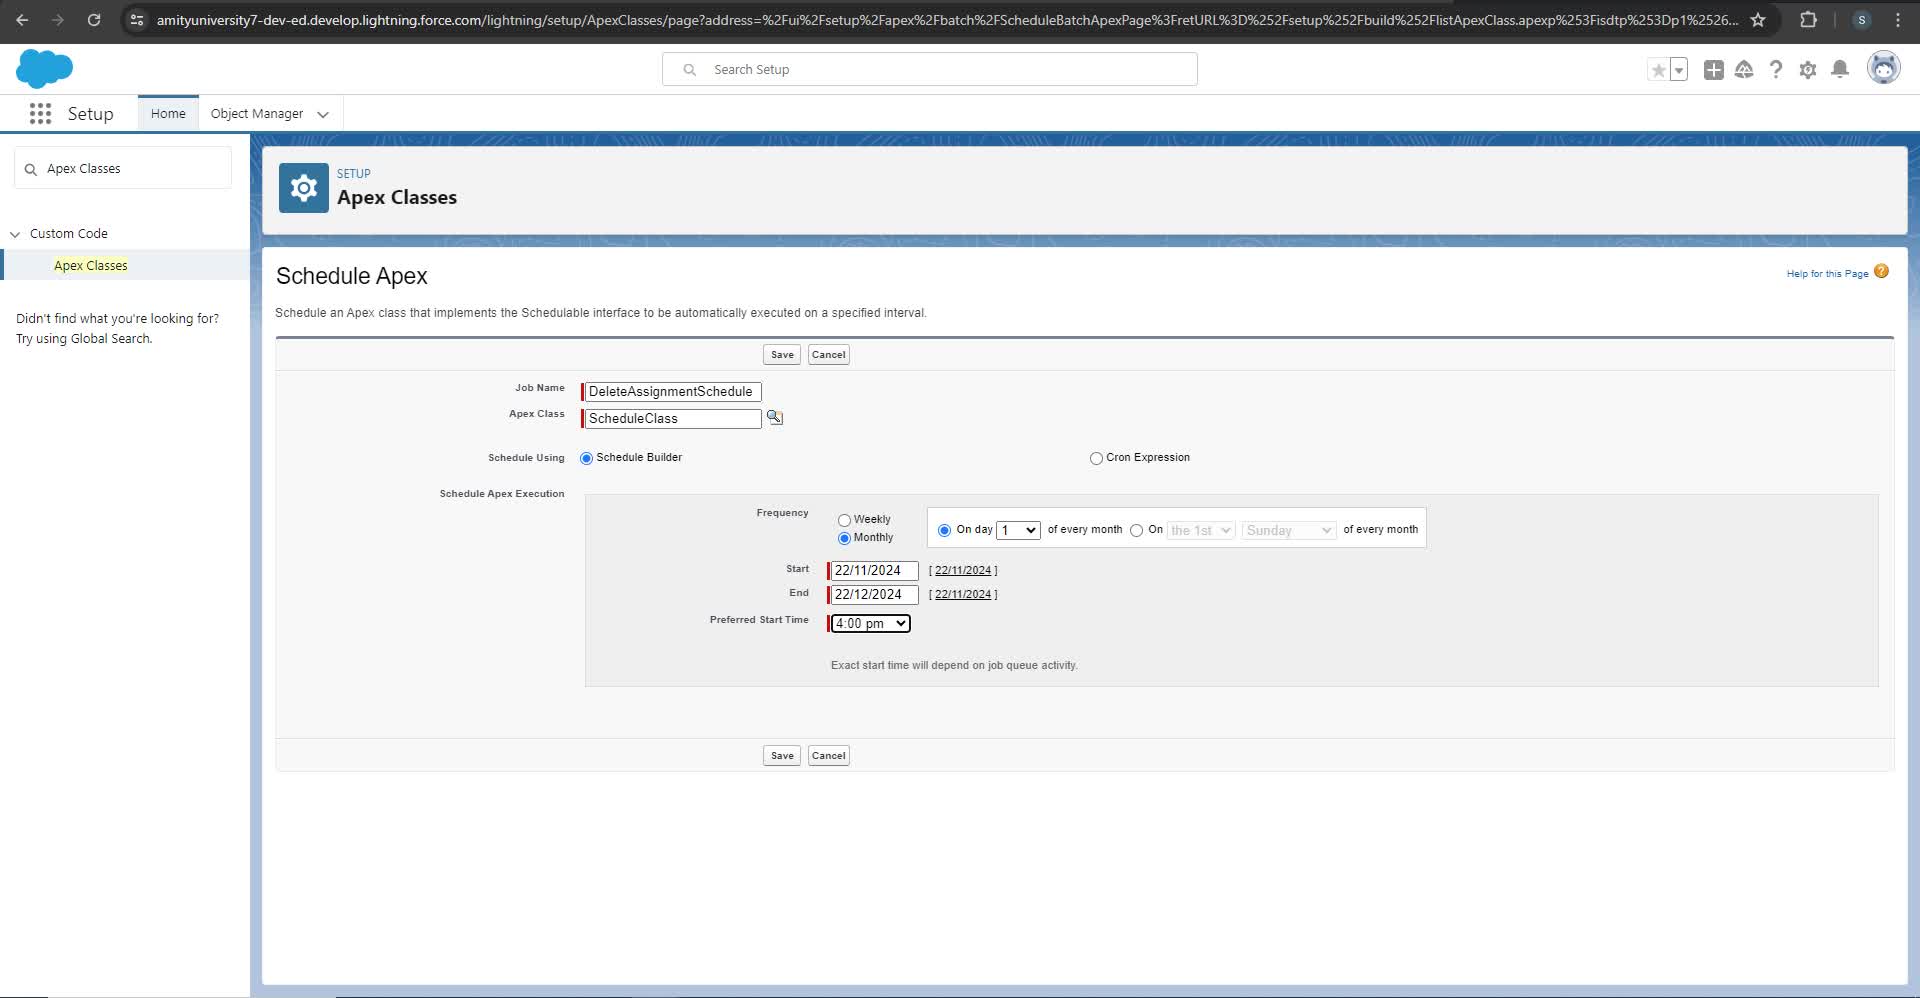 amityuniversity7-dev-ed.develop.lightning.force.com/lightning/setup/ApexClasses/page?address=%2Fui%2Fsetup%2Fapex%2Fbatch%2FScheduleBatchApexPage%3FretURL%3D%252Fsetup%252Fbuild%252FlistApexClass.apexp%253Fisdtp%253Dp1%2526...
S
Search Setup
Setup
Home
Object Manager
Apex Classes
Custom Code
Apex Classes
Didn't find what you're looking for?
Try using Global Search.
SETUP
Apex Classes
Schedule Apex
Help for this Page
?
Schedule an Apex class that implements the Schedulable interface to be automatically executed on a specified interval.
Save Cancel
Job Name DeleteAssignmentSchedule
Apex Class ScheduleClass
Schedule Using Schedule Builder Cron Expression
Schedule Apex Execution
Frequency Weekly
Monthly
On day 1 of every month On the 1st Sunday of every month
Start 22/11/2024 [ 22/11/2024 ]
End 22/12/2024 [ 22/11/2024 ]
Preferred Start Time 4:00 pm
Exact start time will depend on job queue activity.
Save Cancel